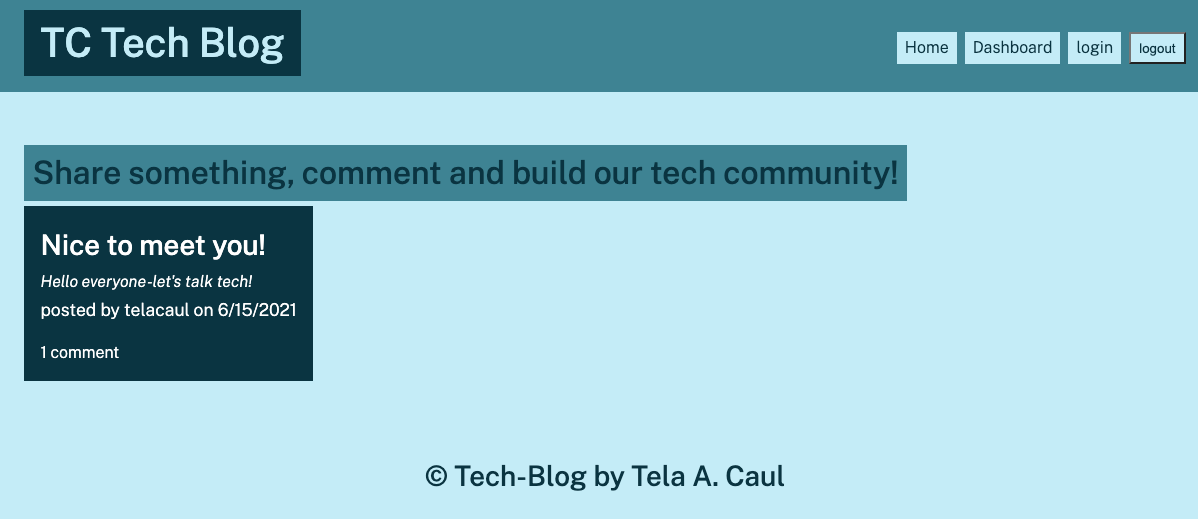 TC Tech Blog
Home Dashboard login logout
Share something, comment and build our tech community!
Nice to meet you!
Hello everyone-let's talk tech!
posted by telacaul on 6/15/2021
1 comment
© Tech-Blog by Tela A. Caul